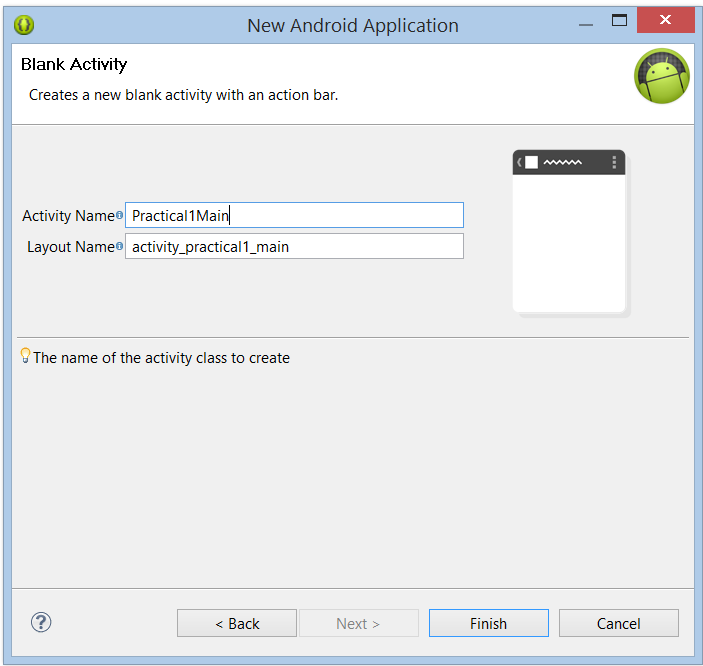 New Android Application
Blank Activity
Creates a new blank activity with an action bar.
Activity Name Practical1Main
Layout Name activity_practical1_main
The name of the activity class to create
? < Back Next > Finish Cancel